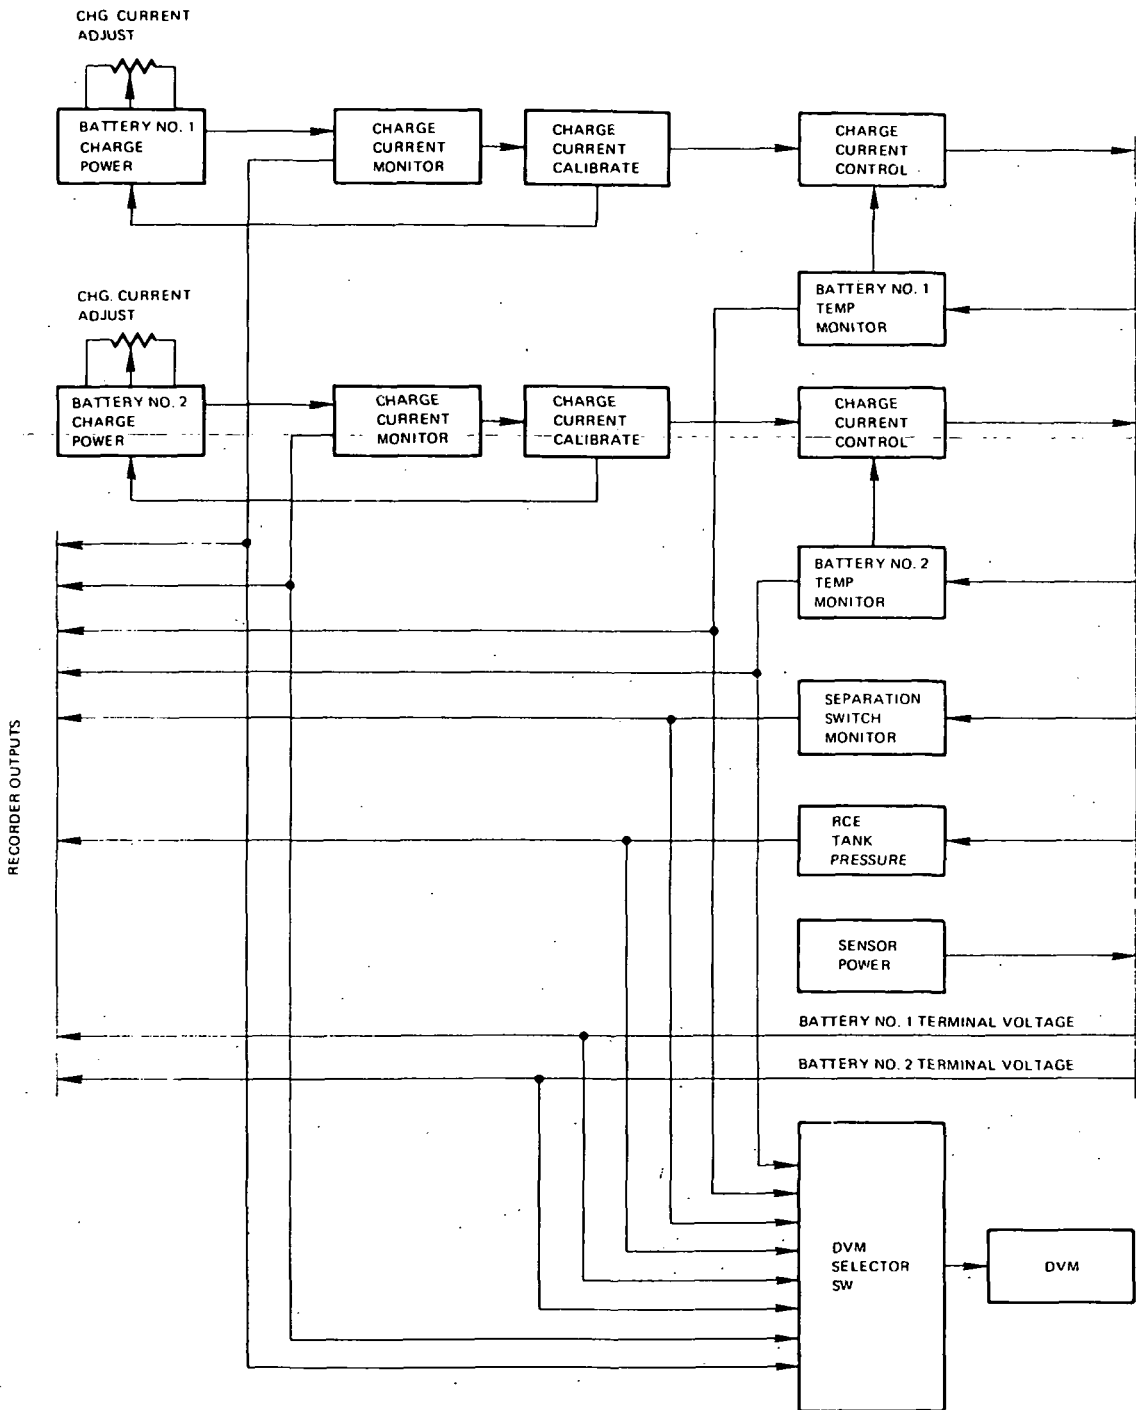 CHG CURRENT
ADJUST
BATTERY NO. 1
CHARGE
POWER
CHARGE
CURRENT
MONITOR
CHARGE
CURRENT
CALIBRATE
CHARGE
CURRENT
CONTROL
BATTERY NO. 1
TEMP
MONITOR
CHG. CURRENT
ADJUST
BATTERY NO. 2
CHARGE
POWER
CHARGE
CURRENT
MONITOR
CHARGE
CURRENT
CALIBRATE
CHARGE
CURRENT
CONTROL
BATTERY NO. 2
TEMP
MONITOR
SEPARATION
SWITCH
MONITOR
RECORDER OUTPUTS
RCE
TANK
PRESSURE
SENSOR
POWER
BATTERY NO. 1 TERMINAL VOLTAGE
BATTERY NO. 2 TERMINAL VOLTAGE
DVM
SELECTOR
SW
DVM